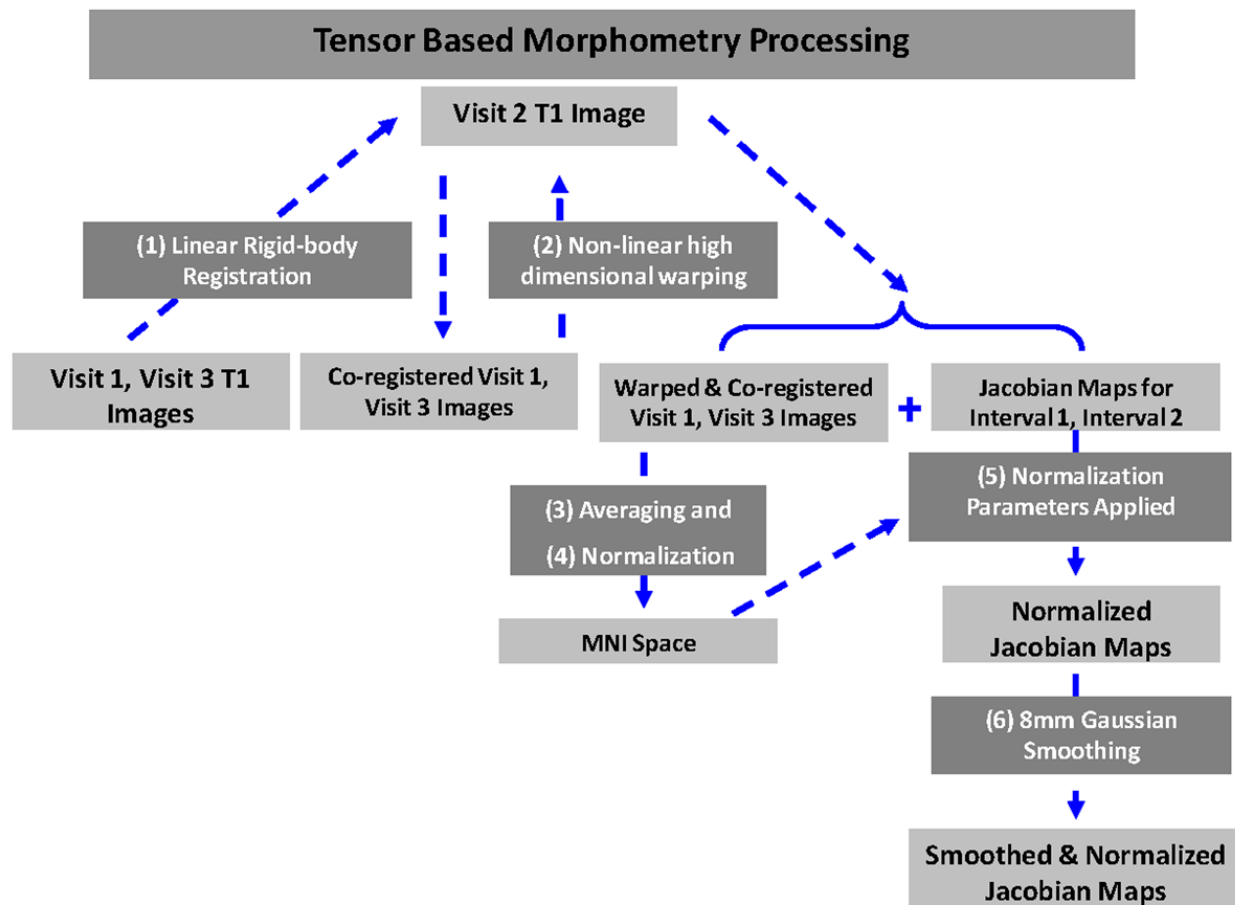 Tensor Based Morphometry Processing
Visit 2 T1 Image
(1) Linear Rigid-body
Registration
(2) Non-linear high
dimensional warping
Visit 1, Visit 3 T1
Images
Co-registered Visit 1,
Visit 3 Images
Warped & Co-registered
Visit 1, Visit 3 Images
+
Jacobian Maps for
Interval 1, Interval 2
(3) Averaging and
(4) Normalization
(5) Normalization
Parameters Applied
MNI Space
Normalized
Jacobian Maps
(6) 8mm Gaussian
Smoothing
Smoothed & Normalized
Jacobian Maps